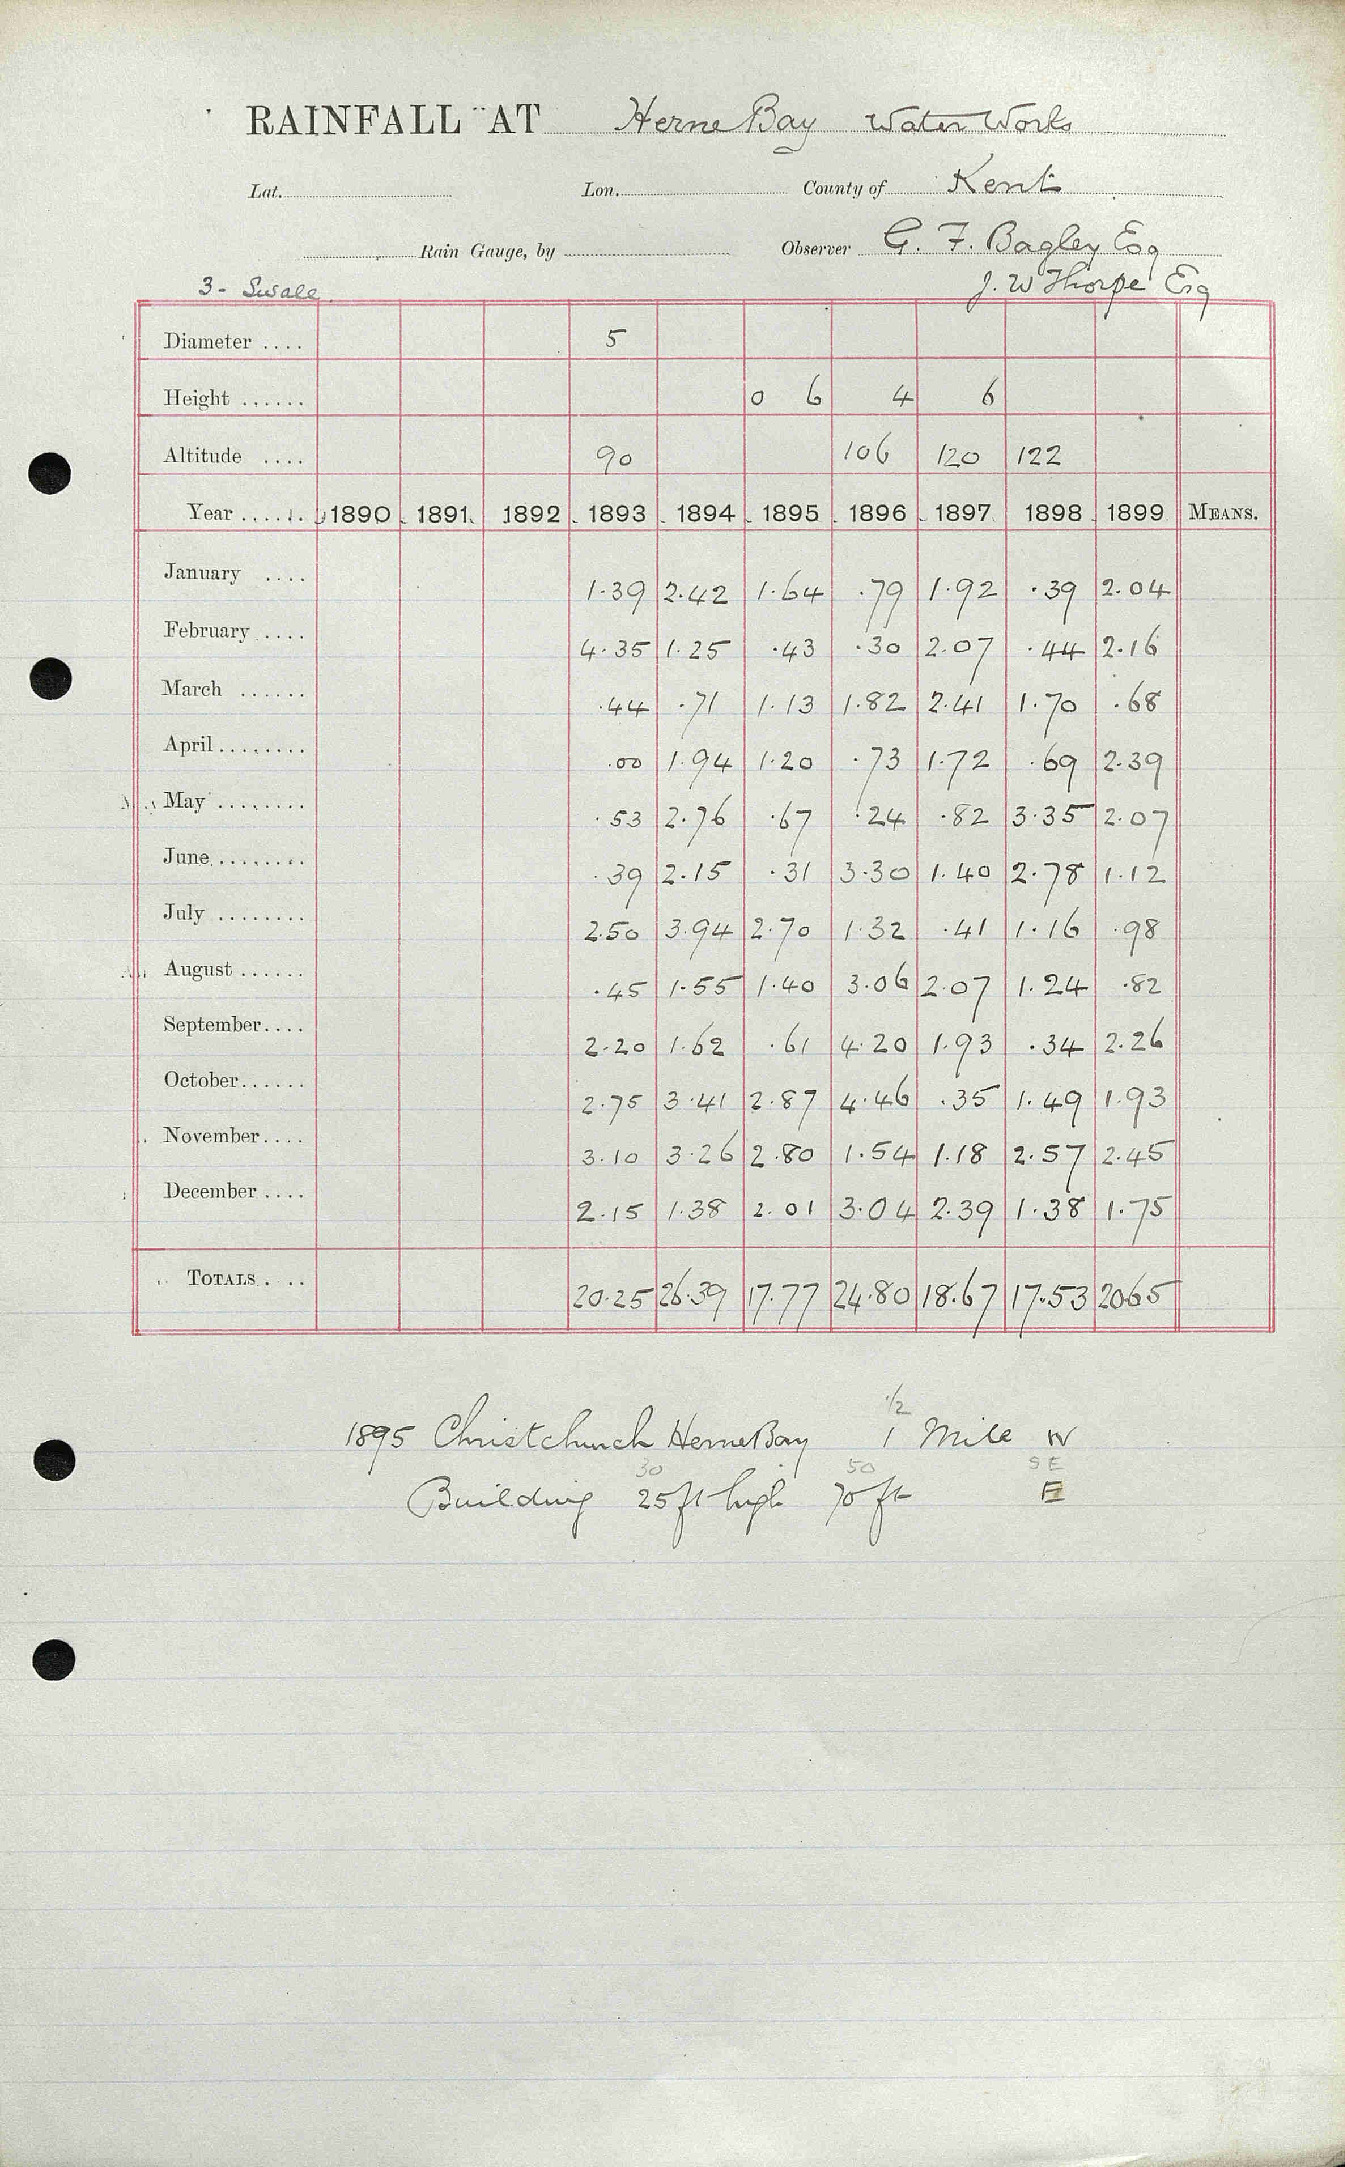 RAINFALL AT Herne Bay Water Works
Lat. Lon. County of Kent
Rain Gauge, by Observer G. F. Bagley Esq
3 - Swale J. W Thorpe Esq
Diameter .... 5
Height ...... 0 6 4 6
Altitude .... 90 106 120 122
Year ...... 1890 1891 1892 1893 1894 1895 1896 1897 1898 1899 MEANS.
January .... 1.39 2.42 1.64 .79 1.92 .39 2.04
February .... 4.35 1.25 .43 .30 2.07 .44 2.16
March ...... .44 .71 1.13 1.82 2.41 1.70 .68
April ........ .00 1.94 1.20 .73 1.72 .69 2.39
May ........ .53 2.76 .67 .24 .82 3.35 2.07
June ........ .39 2.15 .31 3.30 1.40 2.78 1.12
July ........ 2.50 3.94 2.70 1.32 .41 1.16 .98
August ...... .45 1.55 1.40 3.06 2.07 1.24 .82
September .... 2.20 1.62 .61 4.20 1.93 .34 2.26
October ...... 2.75 3.41 2.87 4.46 .35 1.49 1.93
November .... 3.10 3.26 2.80 1.54 1.18 2.57 2.45
December .... 2.15 1.38 2.01 3.04 2.39 1.38 1.75
TOTALS .... 20.25 26.39 17.77 24.80 18.67 17.53 20.65
1/2
1895 Christchurch Herne Bay 1 Mile W
30 50 SE
Building 25 ft high 70 ft E